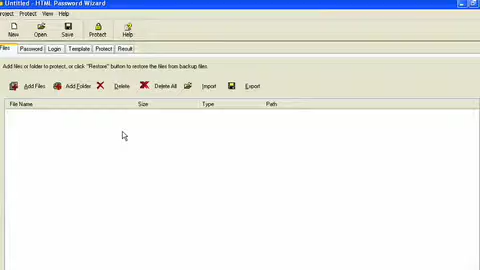 Untitled - HTML Password Wizard
Project Protect View Help
New Open Save Protect Help
Files Password Login Template Protect Result
Add files or folder to protect, or click "Restore" button to restore the files from backup files.
Add Files Add Folder Delete Delete All Import Export
File Name Size Type Path